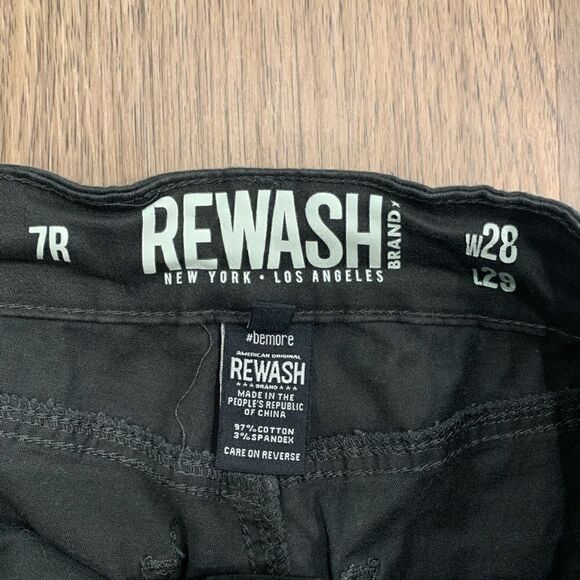 7R
REWASH
BRAND
NEW YORK • LOS ANGELES
W28
L29
#bemore
AMERICAN ORIGINAL
REWASH
BRAND
MADE IN THE
PEOPLE'S REPUBLIC
OF CHINA
97% COTTON
3% SPANDEX
CARE ON REVERSE